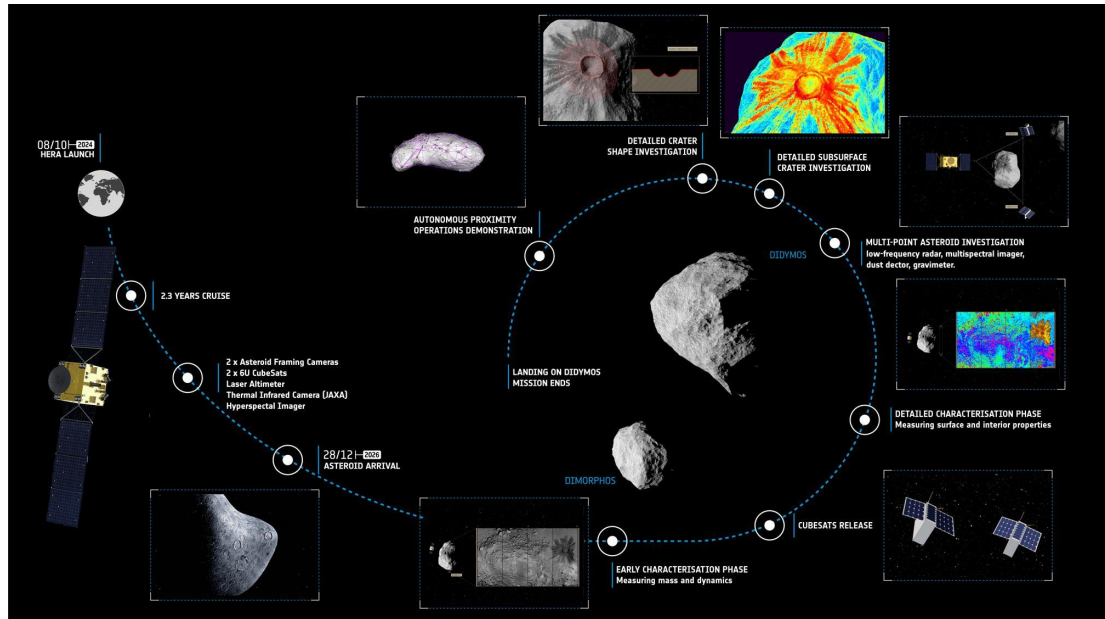 08/10 2024
HERA LAUNCH
2.3 YEARS CRUISE
2 x Asteroid Framing Cameras
2 x 6U CubeSats
Laser Altimeter
Thermal Infrared Camera (JAXA)
Hyperspectal Imager
28/12 2026
ASTEROID ARRIVAL
EARLY CHARACTERISATION PHASE
Measuring mass and dynamics
CUBESATS RELEASE
DETAILED CHARACTERISATION PHASE
Measuring surface and interior properties
MULTI-POINT ASTEROID INVESTIGATION
low-frequency radar, multispectral imager,
dust dector, gravimeter.
DETAILED SUBSURFACE
CRATER INVESTIGATION
DETAILED CRATER
SHAPE INVESTIGATION
AUTONOMOUS PROXIMITY
OPERATIONS DEMONSTRATION
LANDING ON DIDYMOS
MISSION ENDS
DIDYMOS
DIMORPHOS